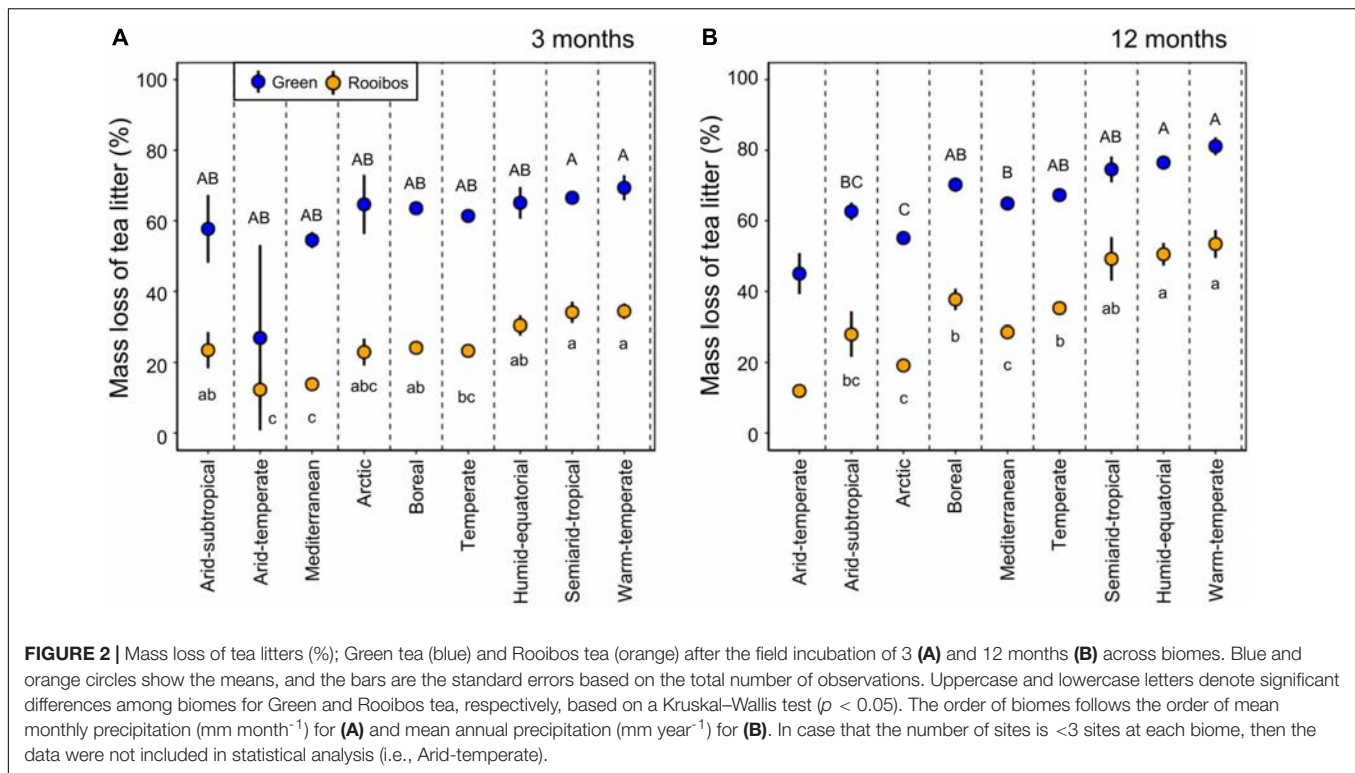 A
3 months
Green Rooibos
Mass loss of tea litter (%)
100
80
60
40
20
0
AB AB AB AB AB AB AB A A
ab c c abc ab bc ab a a
Arid-subtropical
Arid-temperate
Mediterranean
Arctic
Boreal
Temperate
Humid-equatorial
Semiarid-tropical
Warm-temperate
B
12 months
Mass loss of tea litter (%)
100
80
60
40
20
0
BC C AB B AB AB A A
bc c b c b ab a a
Arid-temperate
Arid-subtropical
Arctic
Boreal
Mediterranean
Temperate
Semiarid-tropical
Humid-equatorial
Warm-temperate
FIGURE 2 | Mass loss of tea litters (%); Green tea (blue) and Rooibos tea (orange) after the field incubation of 3 (A) and 12 months (B) across biomes. Blue and
orange circles show the means, and the bars are the standard errors based on the total number of observations. Uppercase and lowercase letters denote significant
differences among biomes for Green and Rooibos tea, respectively, based on a Kruskal–Wallis test (p < 0.05). The order of biomes follows the order of mean
monthly precipitation (mm month-1) for (A) and mean annual precipitation (mm year-1) for (B). In case that the number of sites is <3 sites at each biome, then the
data were not included in statistical analysis (i.e., Arid-temperate).